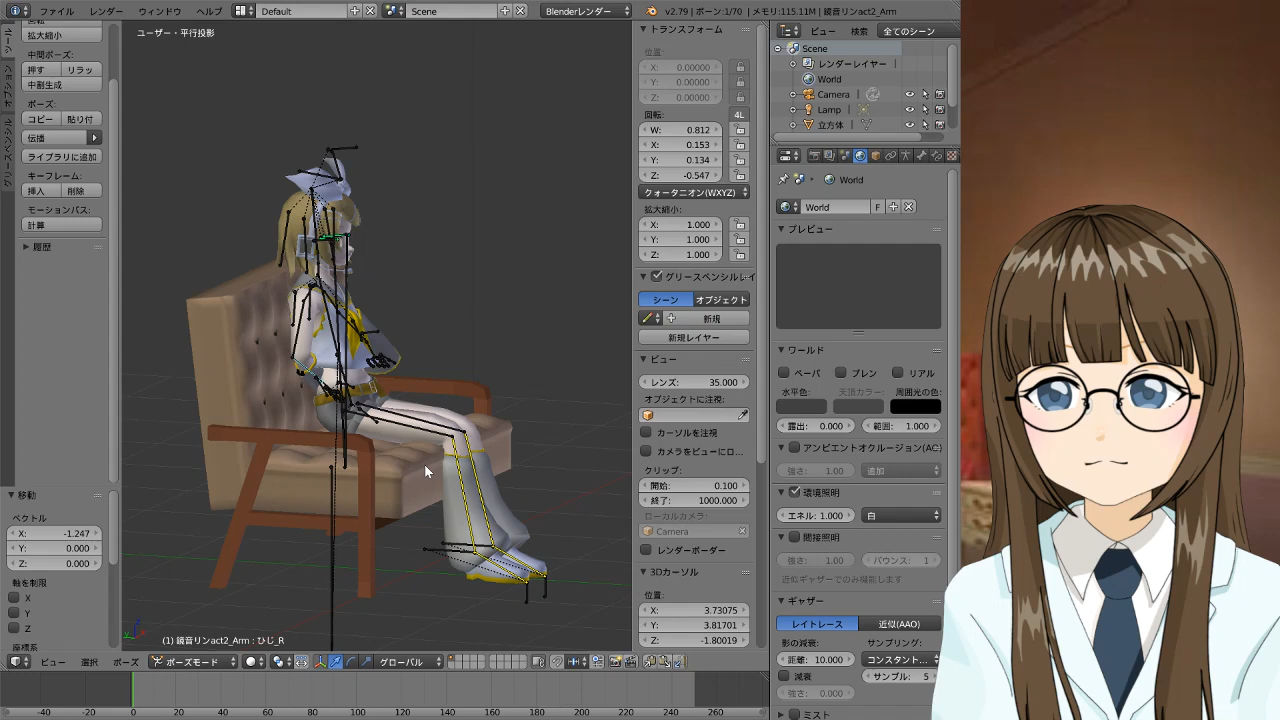 ファイル レンダー ウィンドウ ヘルプ Default Scene Blenderレンダー v2.79 | ボーン:1/70 | メモリ:115.11M | 鏡音リンact2_Arm
ツール
オプション
グリースペンシル
拡大縮小
中間ポーズ:
押す リラッ
中割生成
ポーズ:
コピー 貼り付
伝播
ライブラリに追加
キーフレーム:
挿入 削除
モーションパス:
計算
履歴
移動
ベクトル
X: -1.247
Y: 0.000
Z: 0.000
軸を制限
X
Y
Z
座標系
ユーザー・平行投影
(1) 鏡音リンact2_Arm : ひじ_R
ビュー 選択 ポーズ ポーズモード グローバル
-40 -20 0 20 40 60 80 100 120 140 160 180 200 220 240 260
トランスフォーム
位置:
X: 0.00000
Y: 0.00000
Z: 0.00000
回転: 4L
W: 0.812
X: 0.153
Y: 0.134
Z: -0.547
クォータニオン(WXYZ)
拡大縮小:
X: 1.000
Y: 1.000
Z: 1.000
グリースペンシルレイ
シーン オブジェクト
新規
新規レイヤー
ビュー
レンズ: 35.000
オブジェクトに注視:
カーソルを注視
カメラをビューにロ...
クリップ:
開始: 0.100
終了: 1000.000
ローカルカメラ:
Camera
レンダーボーダー
3Dカーソル
位置:
X: 3.73075
Y: 3.81701
Z: -1.80019
ビュー 検索 全てのシーン
Scene
レンダーレイヤー
World
Camera
Lamp
立方体
World
World F
プレビュー
ワールド
ペーパ ブレン リアル
水平色: 天頂カラー: 周囲光の色:
露出: 0.000 範囲: 1.000
アンビエントオクルージョン(AC
強さ: 1.00 追加
環境照明
エネル: 1.000 白
間接照明
強さ: 1.00 バウンス: 1
近似ギャザーでのみ機能します
ギャザー
レイトレース 近似(AAO)
影の減衰: サンプリング:
距離: 10.000 コンスタント...
減衰 サンプル: 5
強さ: 0.000
ミスト